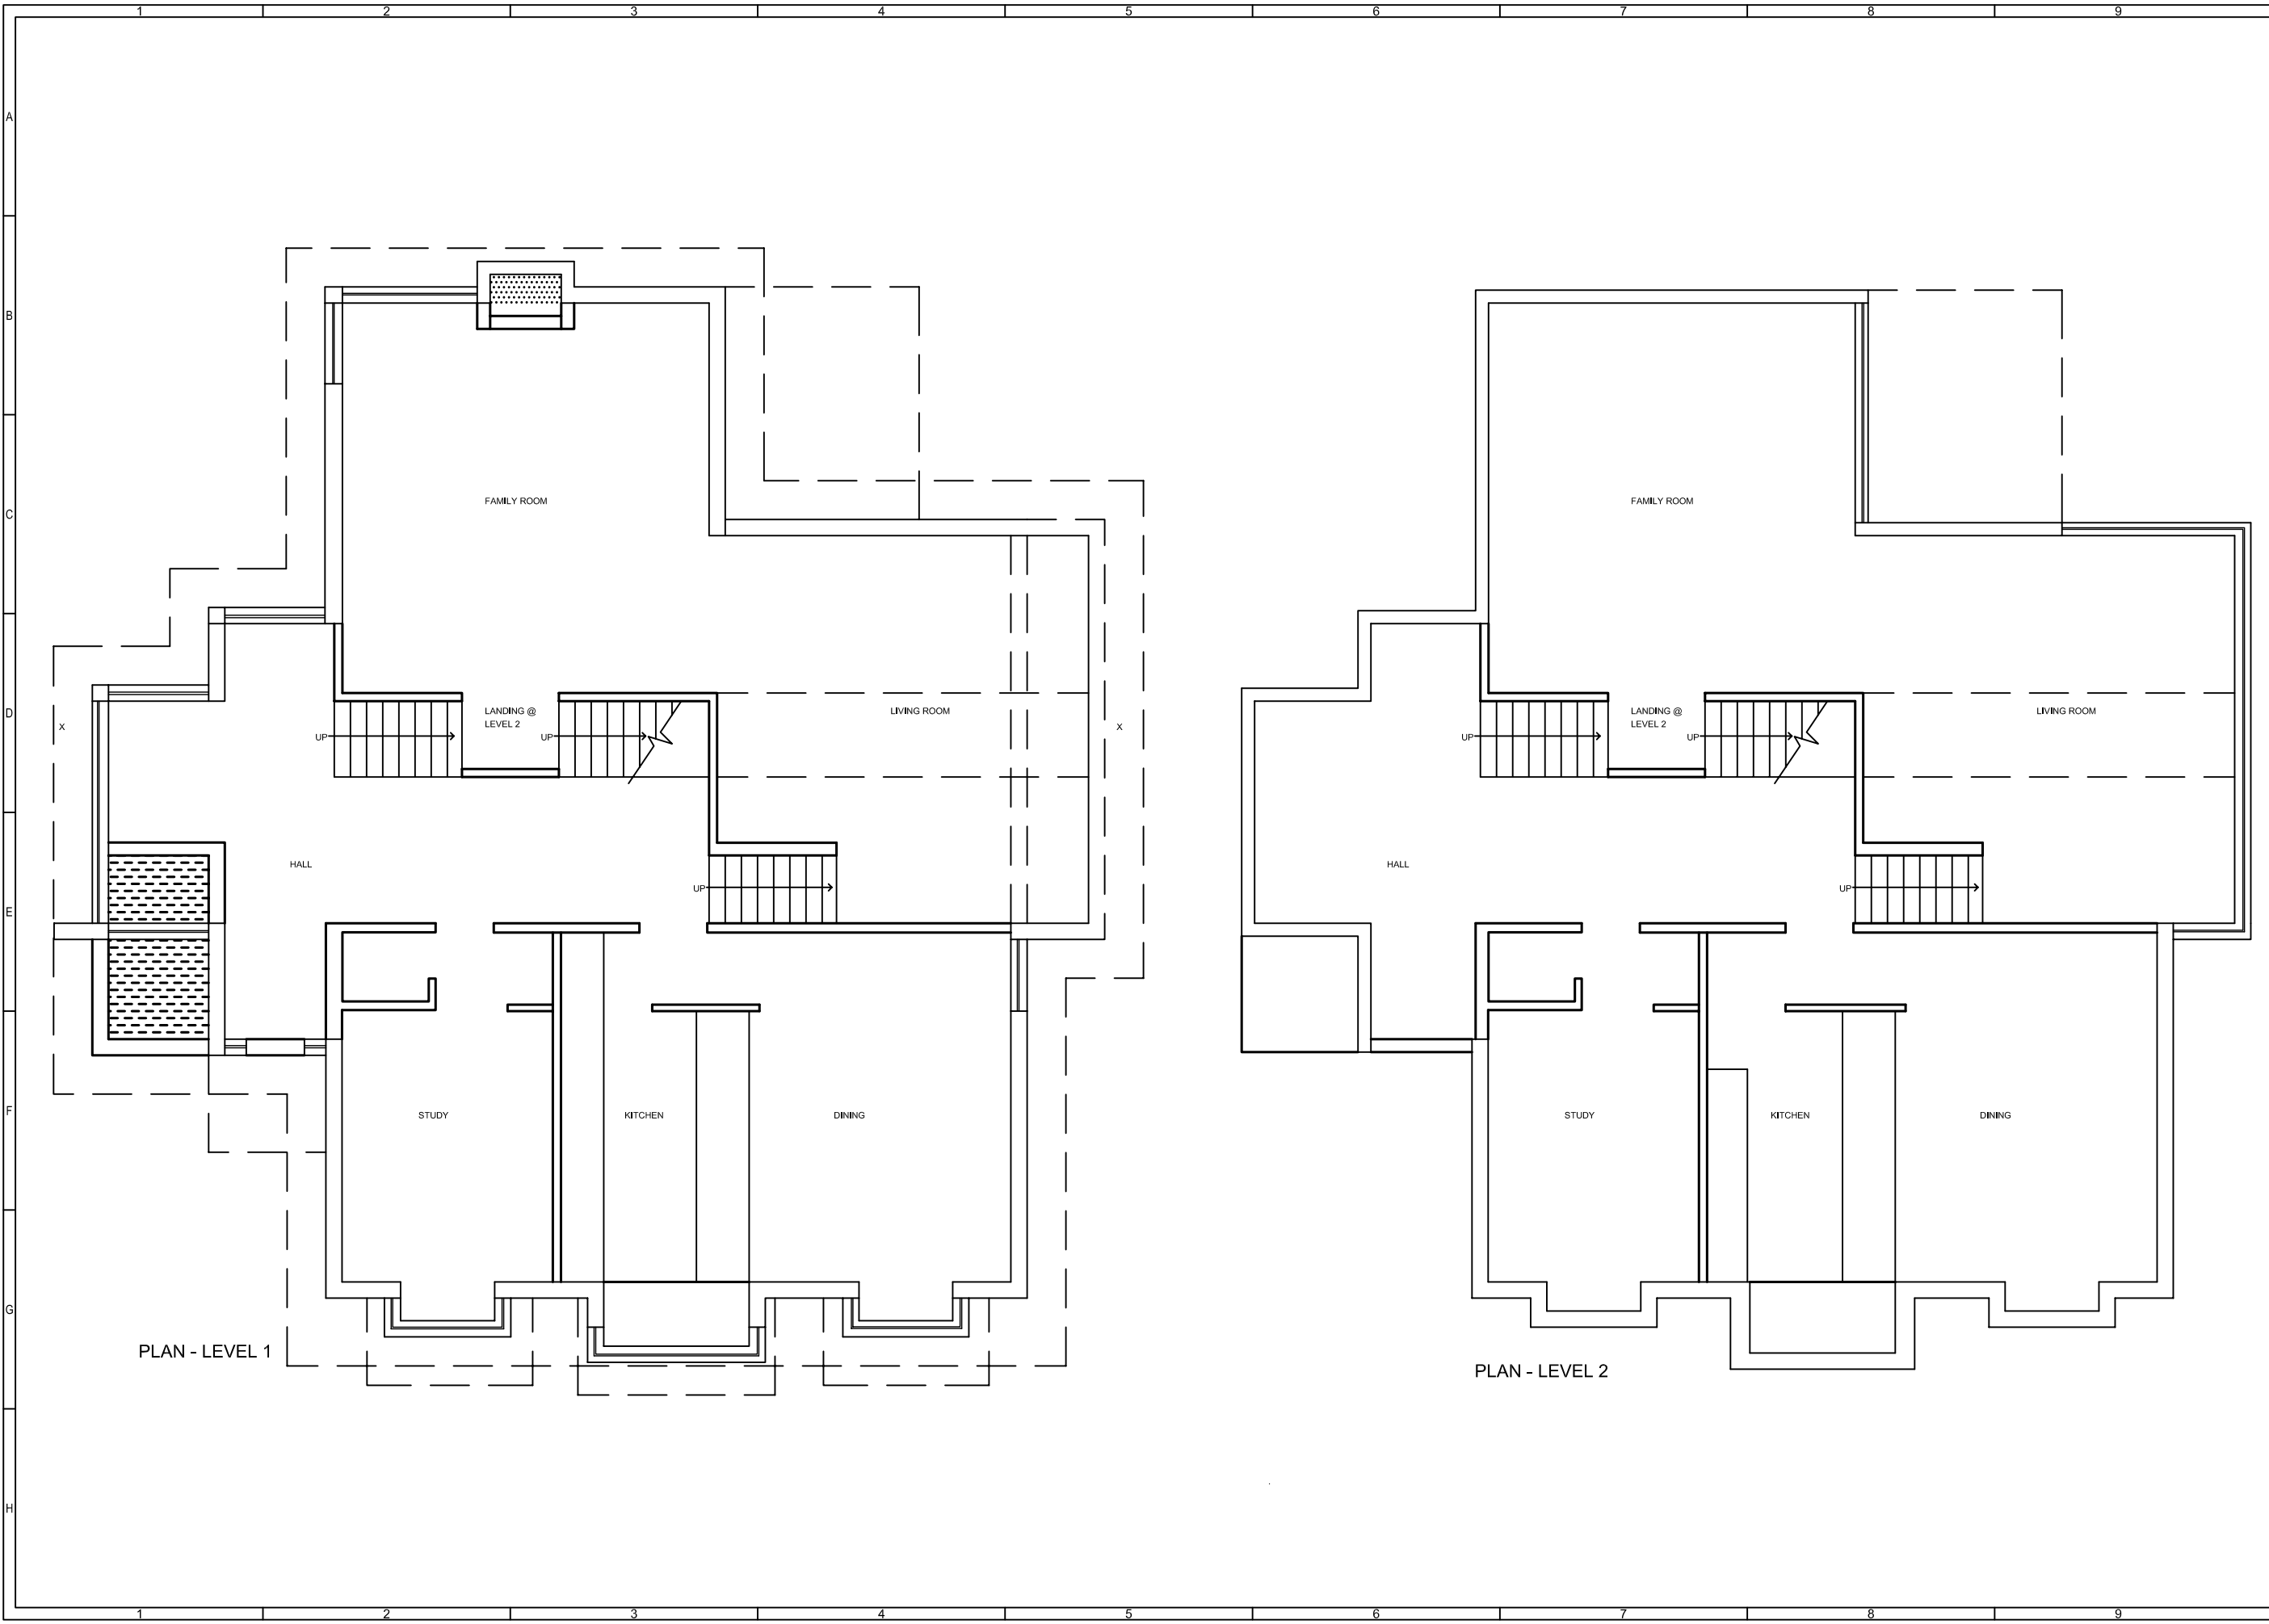 1 2 3 4 5 6 7 8 9
A
B
C
D
E
F
G
H
FAMILY ROOM
LANDING @
LEVEL 2
LIVING ROOM
UP
UP
X
X
HALL
UP
STUDY
KITCHEN
DINING
PLAN - LEVEL 1
FAMILY ROOM
LANDING @
LEVEL 2
LIVING ROOM
UP
UP
HALL
UP
STUDY
KITCHEN
DINING
PLAN - LEVEL 2
1 2 3 4 5 6 7 8 9